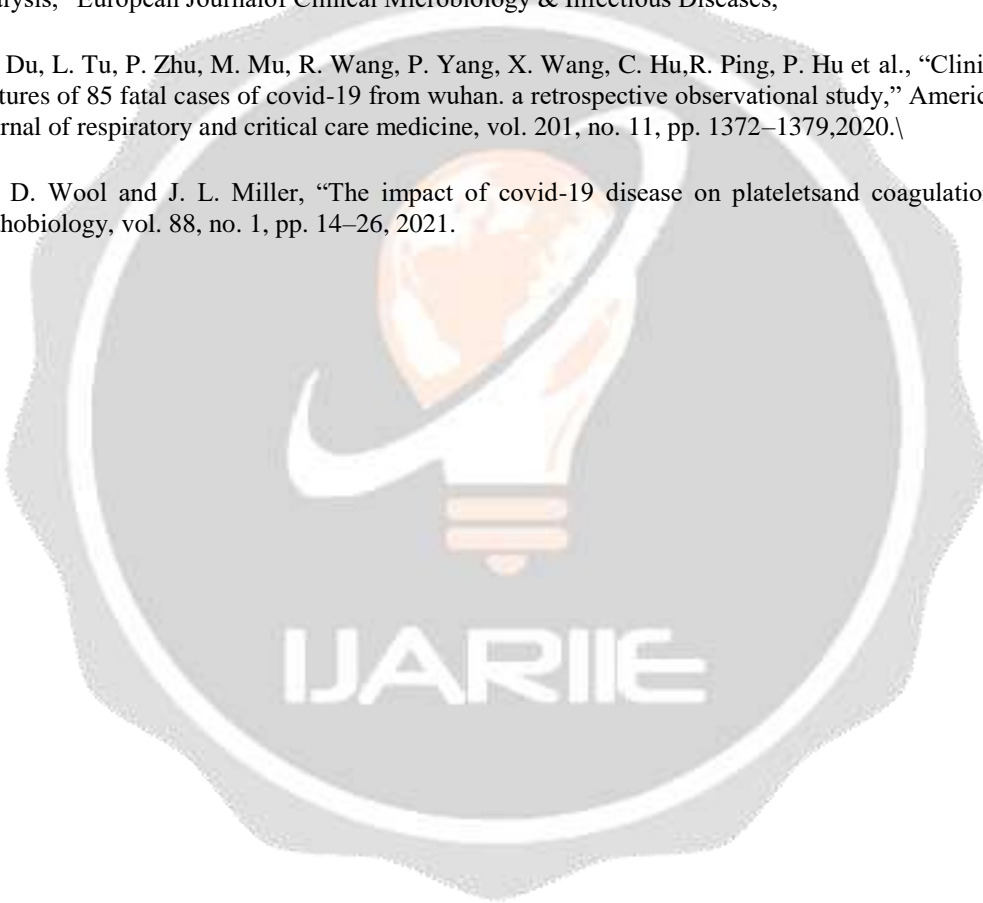 alysis,” European Journalof Clinical Microbiology & Infectious Diseases,
Du, L. Tu, P. Zhu, M. Mu, R. Wang, P. Yang, X. Wang, C. Hu,R. Ping, P. Hu et al., “Clini
tures of 85 fatal cases of covid-19 from wuhan. a retrospective observational study,” Americ
rnal of respiratory and critical care medicine, vol. 201, no. 11, pp. 1372–1379,2020.\
D. Wool and J. L. Miller, “The impact of covid-19 disease on plateletsand coagulation
hobiology, vol. 88, no. 1, pp. 14–26, 2021.
IJARIIE